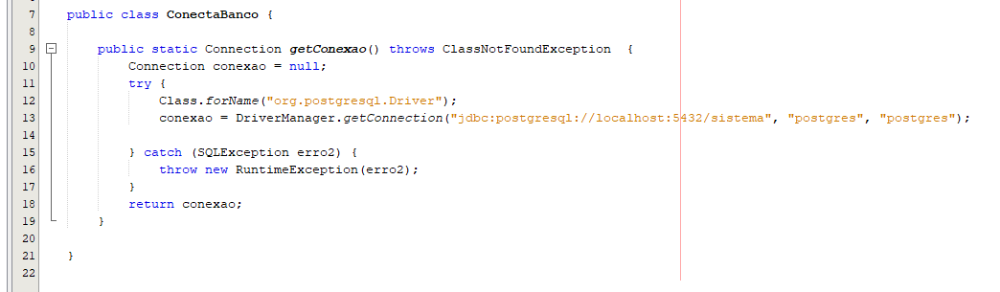 7 public class ConectaBanco {
8
9 public static Connection getConexao() throws ClassNotFoundException {
10 Connection conexao = null;
11 try {
12 Class.forName("org.postgresql.Driver");
13 conexao = DriverManager.getConnection("jdbc:postgresql://localhost:5432/sistema", "postgres", "postgres");
14
15 } catch (SQLException erro2) {
16 throw new RuntimeException(erro2);
17 }
18 return conexao;
19 }
20
21 }
22